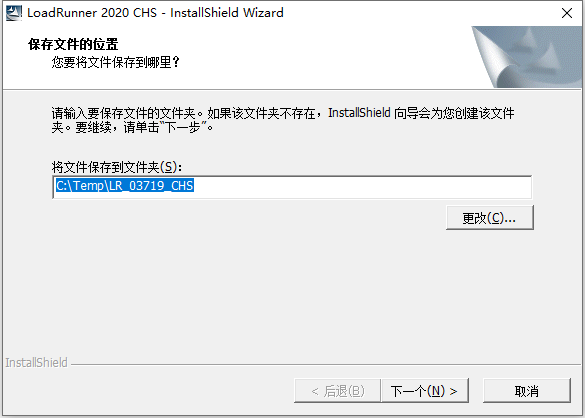 LoadRunner 2020 CHS - InstallShield Wizard
保存文件的位置
您要将文件保存到哪里？
请输入要保存文件的文件夹。如果该文件夹不存在，InstallShield 向导会为您创建该文件
夹。要继续，请单击“下一步”。
将文件保存到文件夹(S)：
C:\Temp\LR_03719_CHS
更改(C)...
InstallShield
< 后退(B)
下一个(N) >
取消